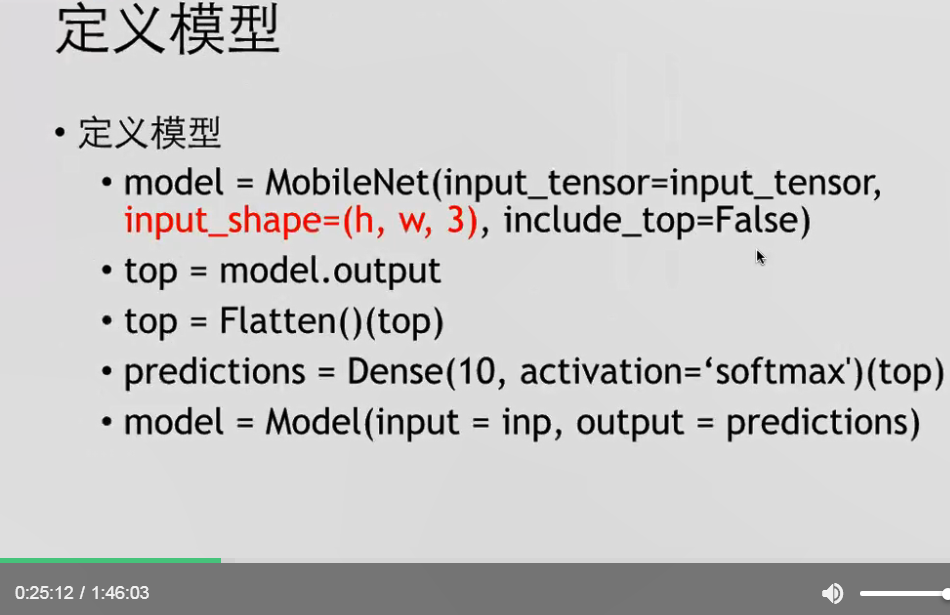 定义模型
• 定义模型
• model = MobileNet(input_tensor=input_tensor,
input_shape=(h, w, 3), include_top=False)
• top = model.output
• top = Flatten()(top)
• predictions = Dense(10, activation=‘softmax')(top)
• model = Model(input = inp, output = predictions)
0:25:12 / 1:46:03